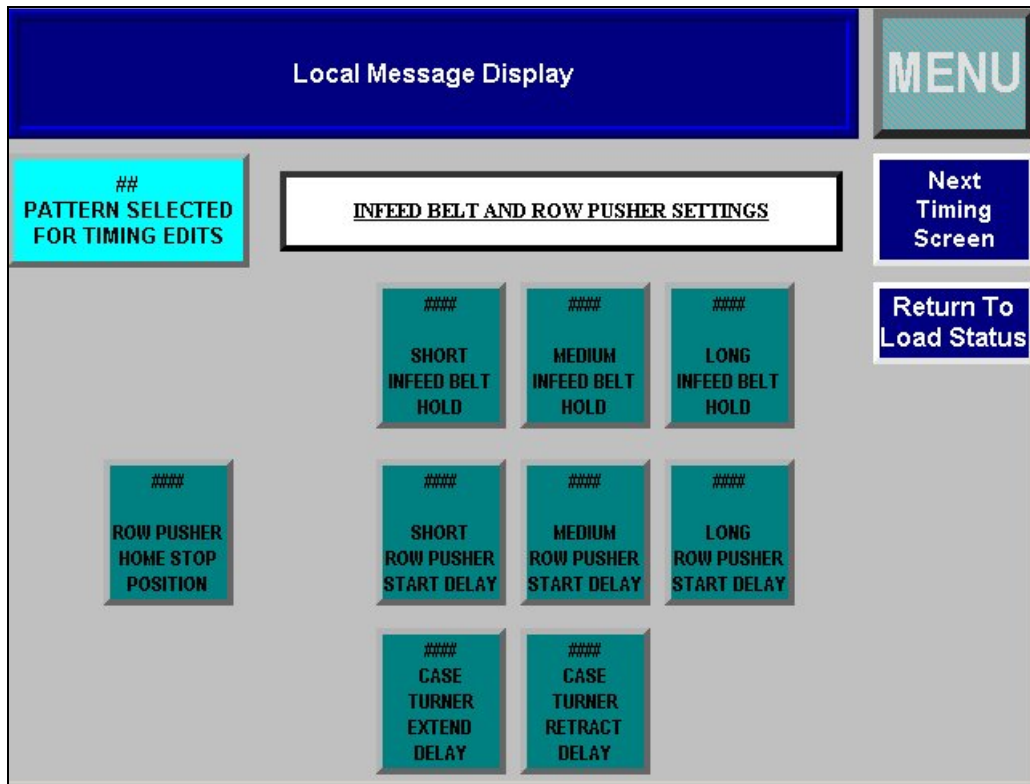 Local Message Display
MENU
##
PATTERN SELECTED
FOR TIMING EDITS
INFEED BELT AND ROW PUSHER SETTINGS
Next
Timing
Screen
Return To
Load Status
####
SHORT
INFEED BELT
HOLD
####
MEDIUM
INFEED BELT
HOLD
####
LONG
INFEED BELT
HOLD
####
ROW PUSHER
HOME STOP
POSITION
####
SHORT
ROW PUSHER
START DELAY
####
MEDIUM
ROW PUSHER
START DELAY
####
LONG
ROW PUSHER
START DELAY
####
CASE
TURNER
EXTEND
DELAY
####
CASE
TURNER
RETRACT
DELAY